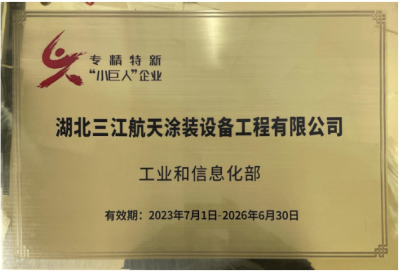 专精特新
“小巨人”企业
湖北三江航天涂装设备工程有限公司
工业和信息化部
有效期：2023年7月1日-2026年6月30日